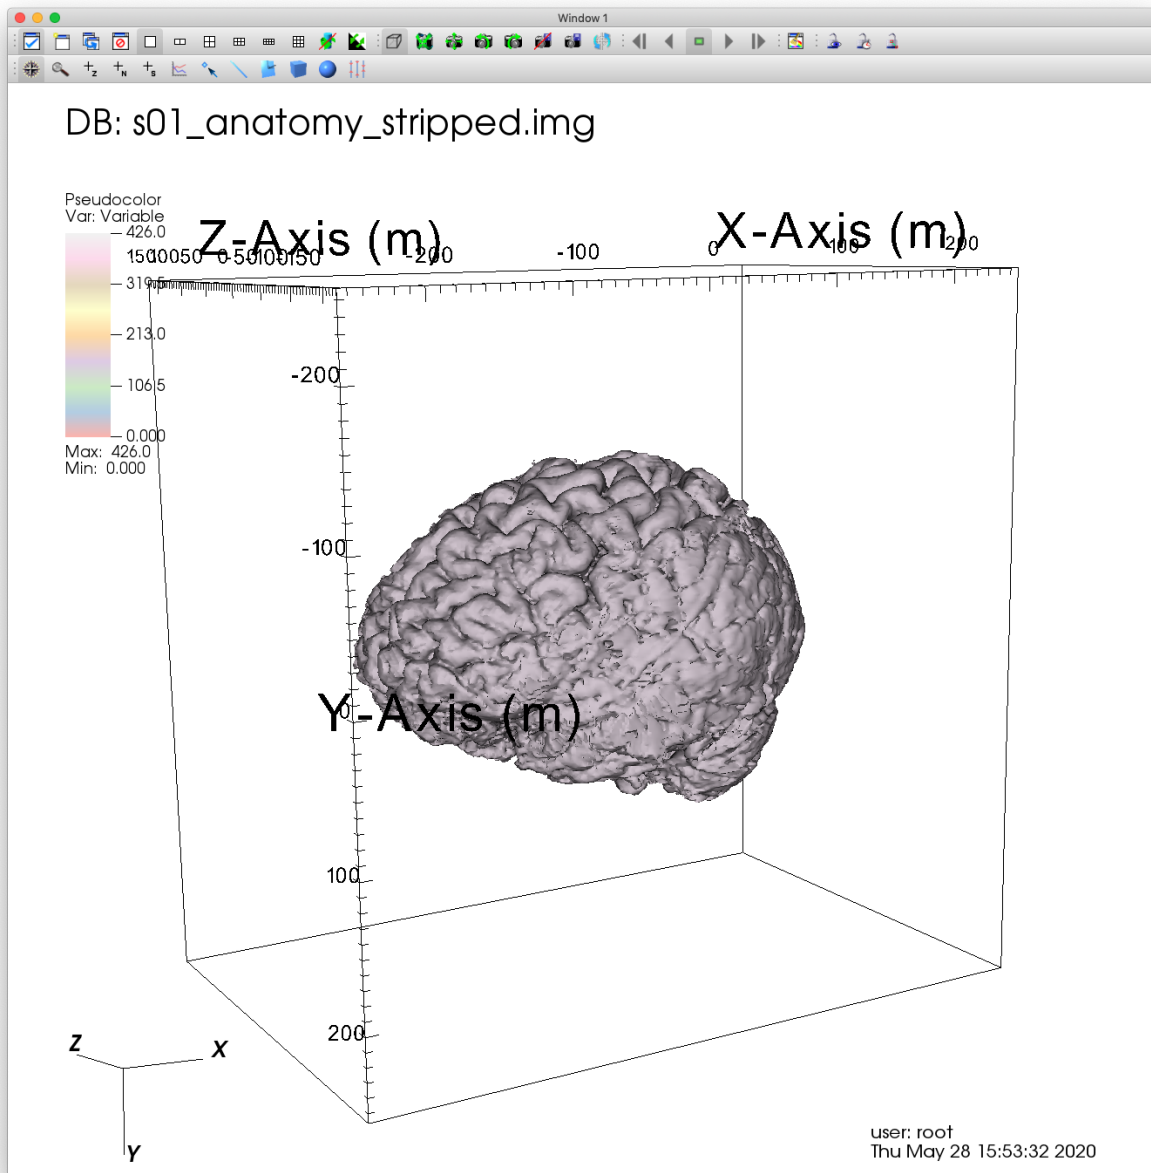 Window 1
DB: s01_anatomy_stripped.img
Pseudocolor
Var: Variable
426.0
319.5
213.0
106.5
0.000
Max: 426.0
Min: 0.000
Z-Axis (m)
X-Axis (m)
-200
-100
0
100
200
-200
-100
0
100
200
Y-Axis (m)
Z
X
Y
user: root
Thu May 28 15:53:32 2020